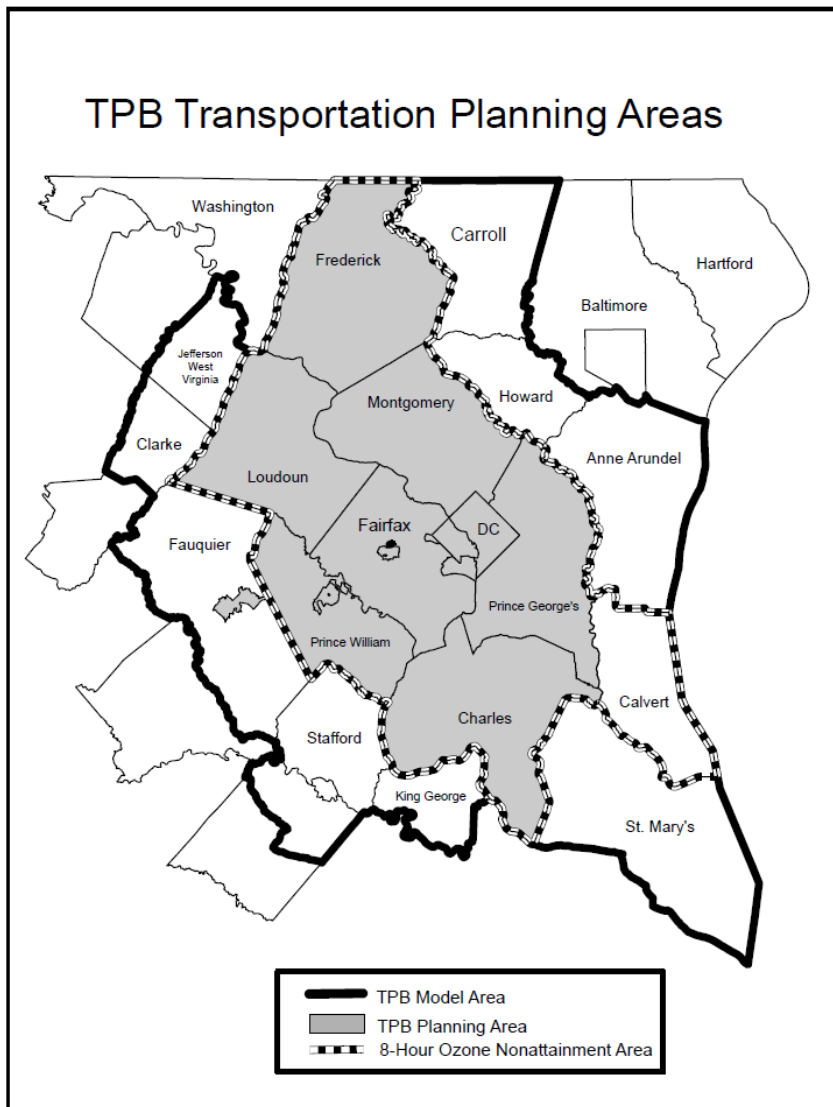 TPB Transportation Planning Areas
Washington
Frederick
Carroll
Hartford
Baltimore
Jefferson
West
Virginia
Howard
Montgomery
Clarke
Anne Arundel
Loudoun
Fairfax
DC
Fauquier
Prince George's
Prince William
Calvert
Charles
Stafford
King George
St. Mary's
TPB Model Area
TPB Planning Area
8-Hour Ozone Nonattainment Area